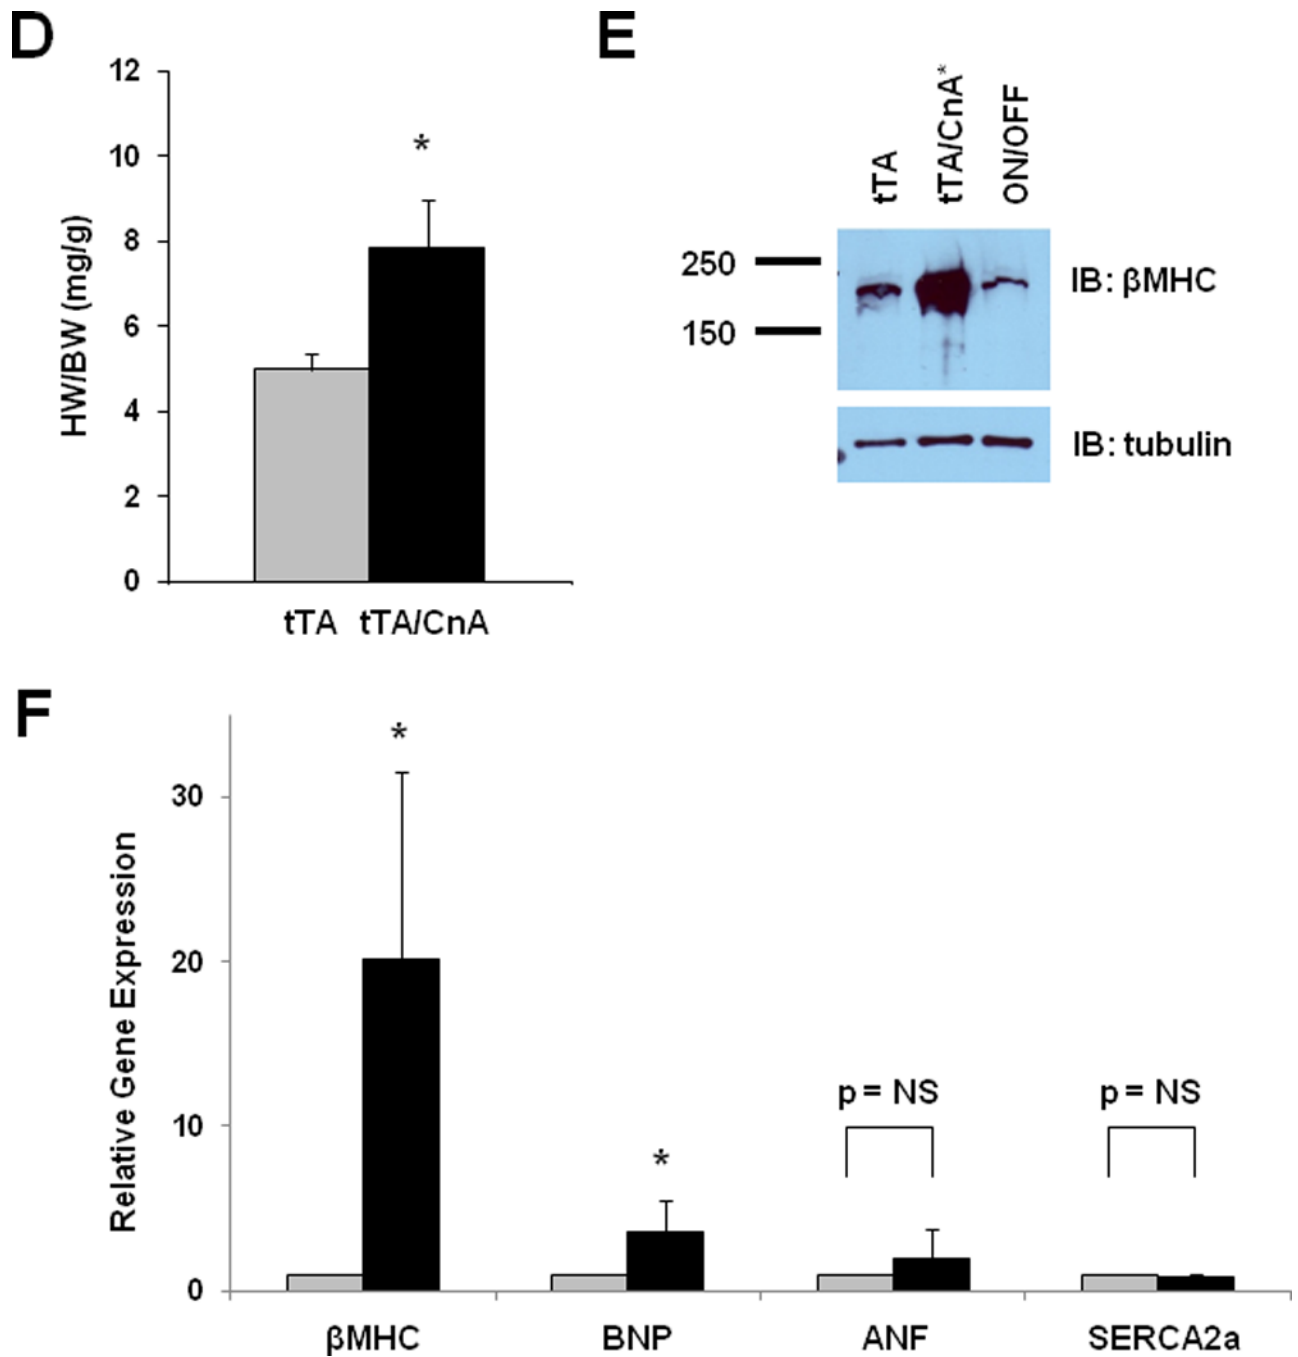 D
12
10
8
6
4
2
0
HW/BW (mg/g)
*
tTA tTA/CnA
E
tTA
tTA/CnA*
ON/OFF
250
150
IB: βMHC
IB: tubulin
F
30
20
10
0
Relative Gene Expression
*
*
p = NS
p = NS
βMHC BNP ANF SERCA2a